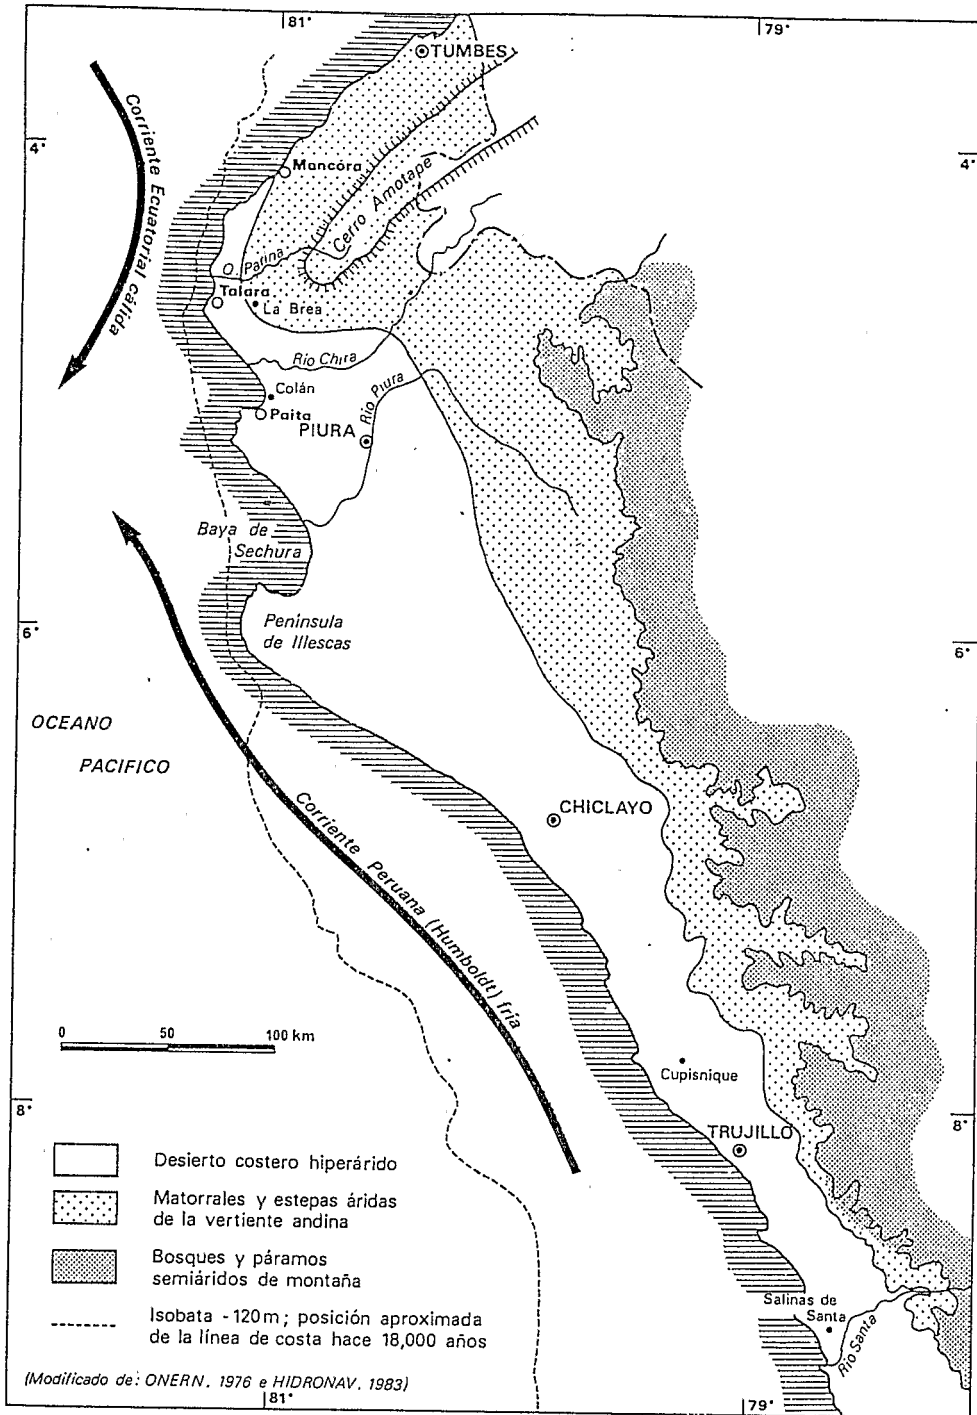 81°
79°
TUMBES
4°
4°
Corriente Ecuatorial cálida
Mancóra
Cerro Amotape
Q. Parina
Talara
La Brea
Río Chira
Colán
Paita
Río Piura
PIURA
Baya de
Sechura
Península
de Illescas
6°
6°
OCEANO
PACIFICO
Corriente Peruana (Humboldt) fría
CHICLAYO
0 50 100 km
Cupisnique
8°
8°
TRUJILLO
Desierto costero hiperárido
Matorrales y estepas áridas
de la vertiente andina
Bosques y páramos
semiáridos de montaña
Isobata -120m; posición aproximada
de la línea de costa hace 18,000 años
Salinas de
Santa
Río Santa
(Modificado de: ONERN. 1976 e HIDRONAV. 1983)
81°
79°